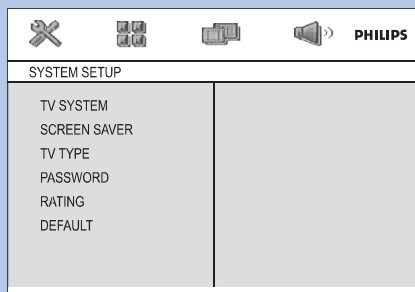 PHILIPS
SYSTEM SETUP
TV SYSTEM
SCREEN SAVER
TV TYPE
PASSWORD
RATING
DEFAULT